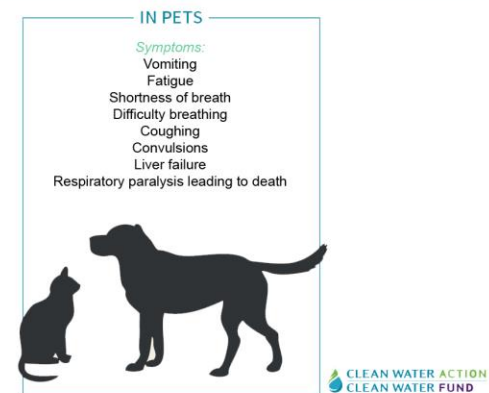 IN PETS
Symptoms:
Vomiting
Fatigue
Shortness of breath
Difficulty breathing
Coughing
Convulsions
Liver failure
Respiratory paralysis leading to death
CLEAN WATER ACTION
CLEAN WATER FUND